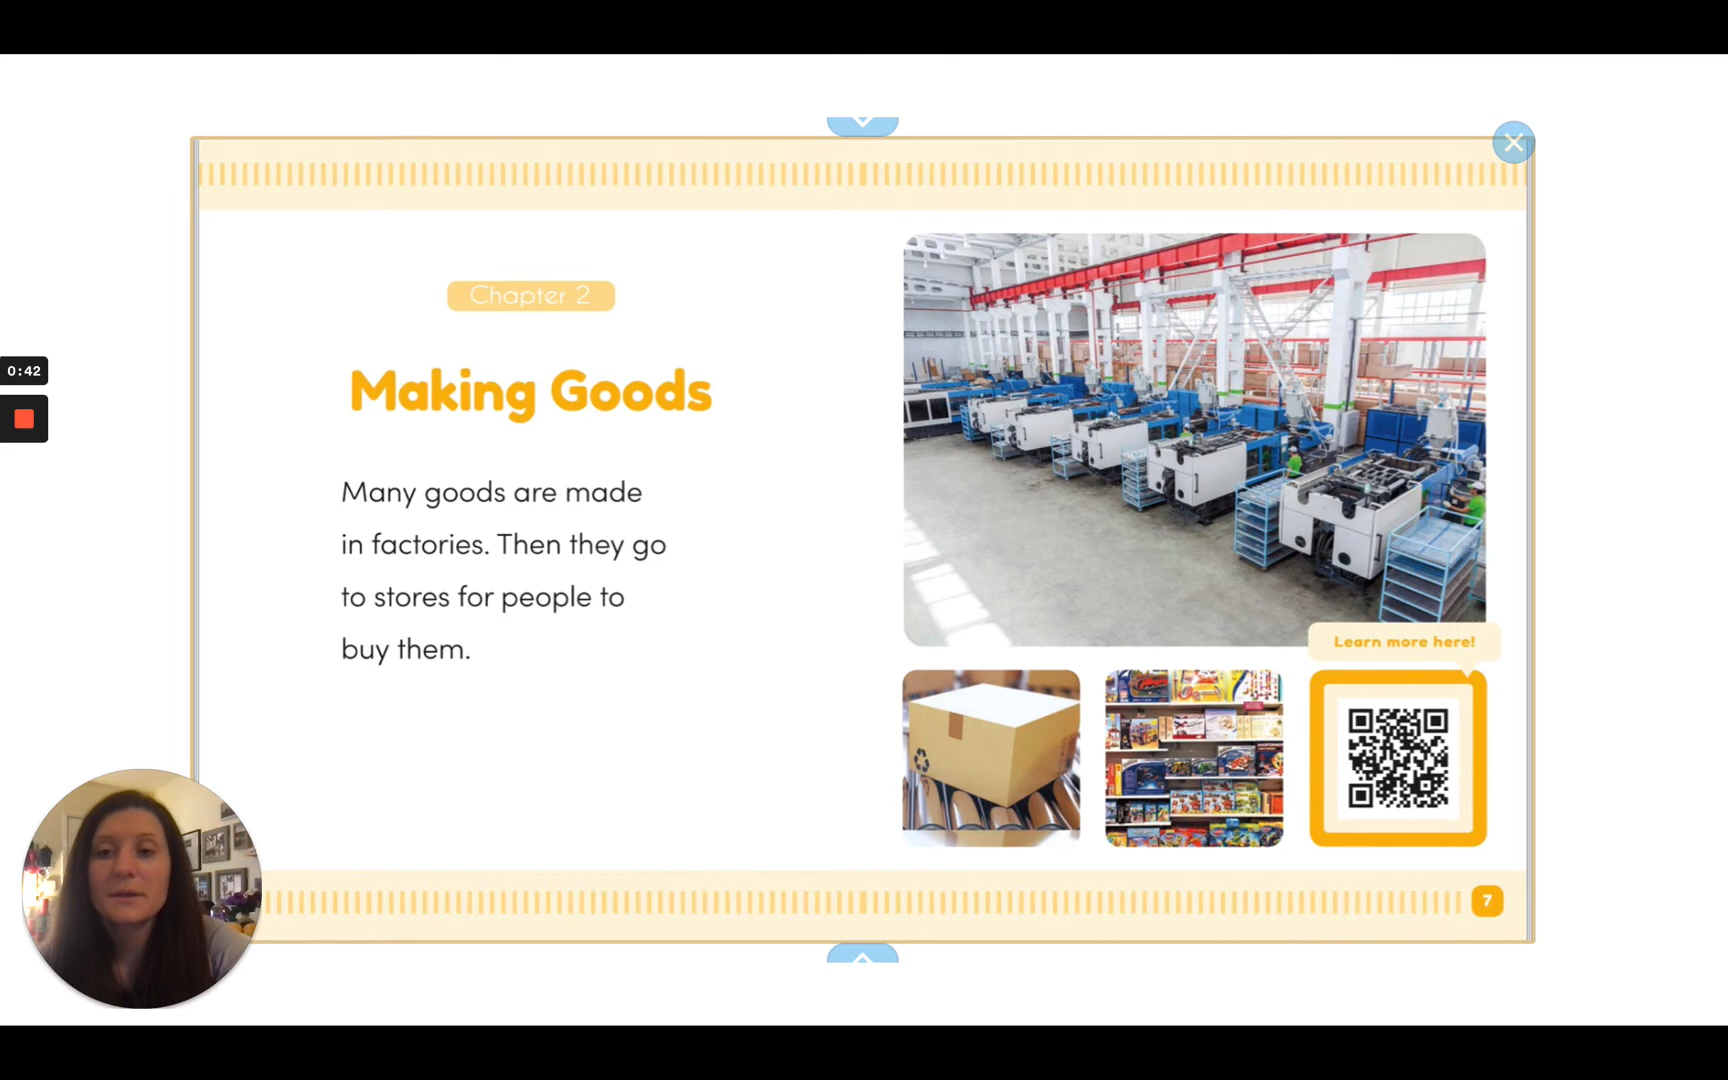 Chapter 2
Making Goods
Many goods are made
in factories. Then they go
to stores for people to
buy them.
Learn more here!
7
0:42